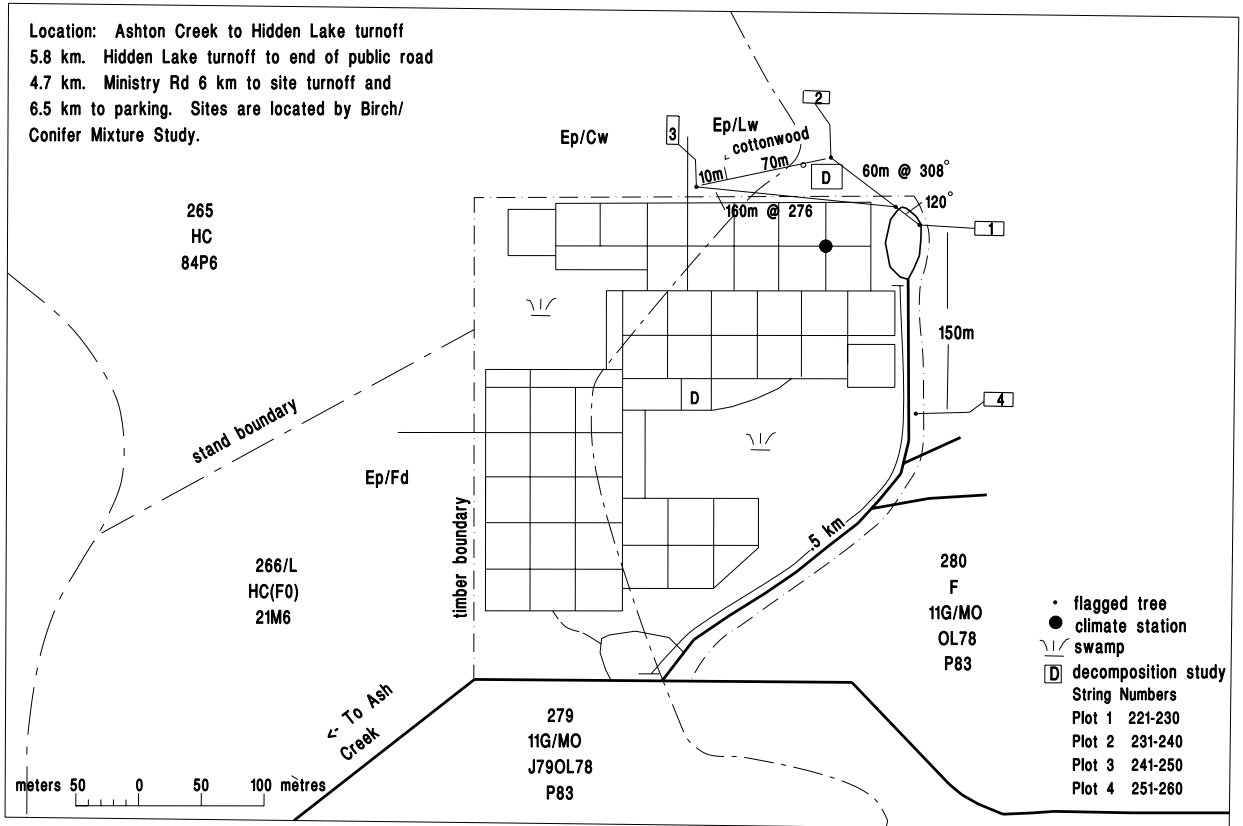 Location: Ashton Creek to Hidden Lake turnoff
5.8 km. Hidden Lake turnoff to end of public road
4.7 km. Ministry Rd 6 km to site turnoff and
6.5 km to parking. Sites are located by Birch/
Conifer Mixture Study.
2
3
Ep/Lw
cottonwood
Ep/Cw
10m
70m
D
60m @ 308°
120°
160m @ 276
1
265
HC
84P6
150m
4
D
stand boundary
Ep/Fd
timber boundary
.5 km
266/L
HC(F0)
21M6
280
F
11G/MO
OL78
P83
flagged tree
climate station
swamp
D decomposition study
String Numbers
Plot 1 221-230
Plot 2 231-240
Plot 3 241-250
Plot 4 251-260
<- To Ash
Creek
279
11G/MO
J79OL78
P83
meters 50 0 50 100 mètres